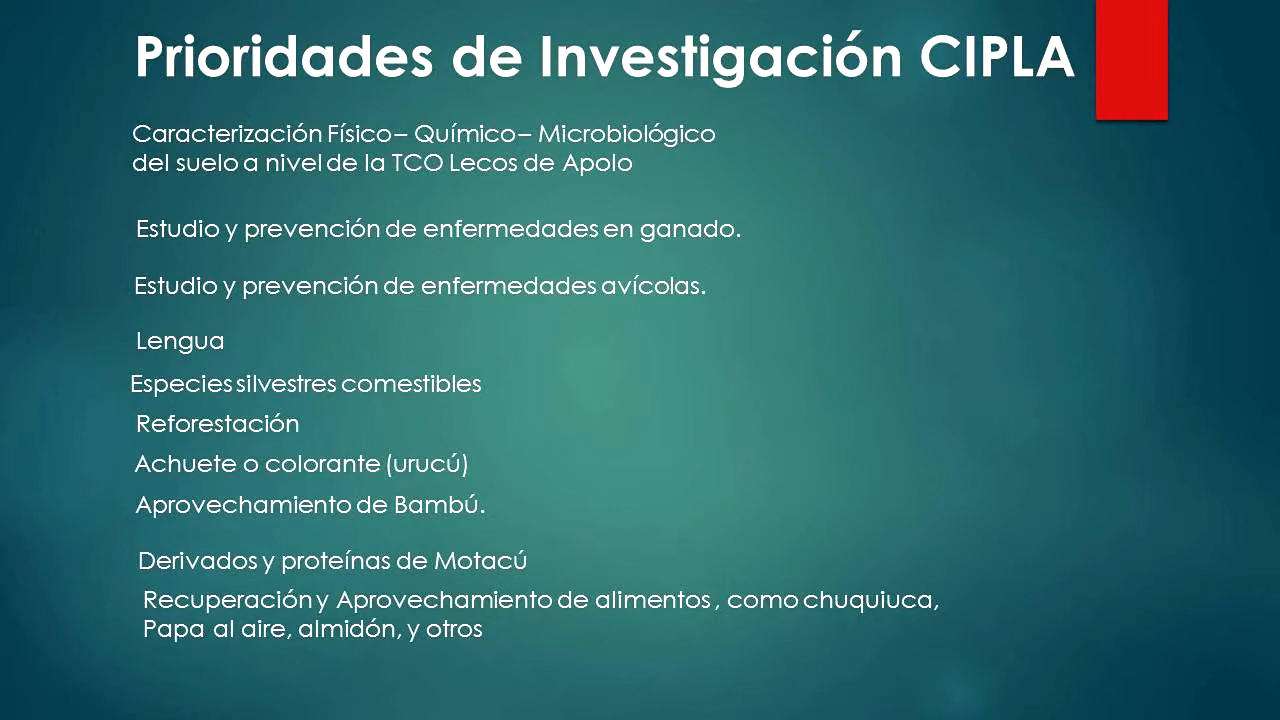 Prioridades de Investigación CIPLA
Caracterización Físico – Químico – Microbiológico
del suelo a nivel de la TCO Lecos de Apolo
Estudio y prevención de enfermedades en ganado.
Estudio y prevención de enfermedades avícolas.
Lengua
Especies silvestres comestibles
Reforestación
Achuete o colorante (urucú)
Aprovechamiento de Bambú.
Derivados y proteínas de Motacú
Recuperación y Aprovechamiento de alimentos , como chuquiuca,
Papa al aire, almidón, y otros